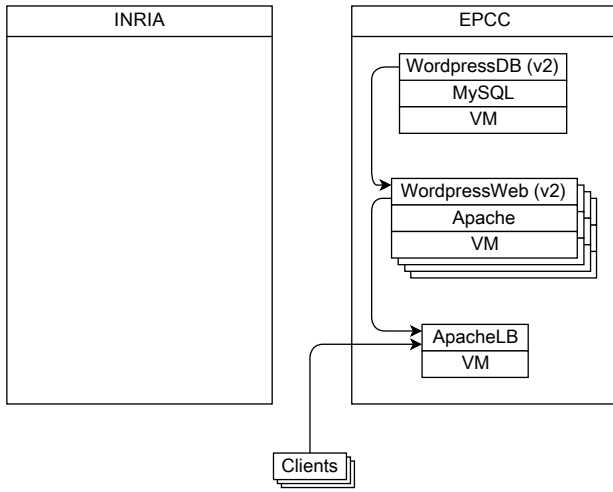 INRIA
EPCC
WordpressDB (v2)
MySQL
VM
WordpressWeb (v2)
Apache
VM
ApacheLB
VM
Clients